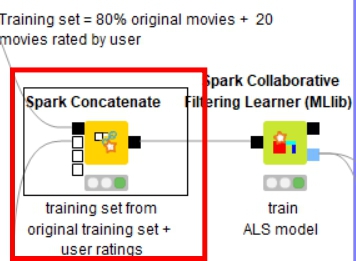 Training set = 80% original movies + 20
movies rated by user
Spark Concatenate
Spark Collaborative
Filtering Learner (MLlib)
training set from
original training set +
user ratings
train
ALS model